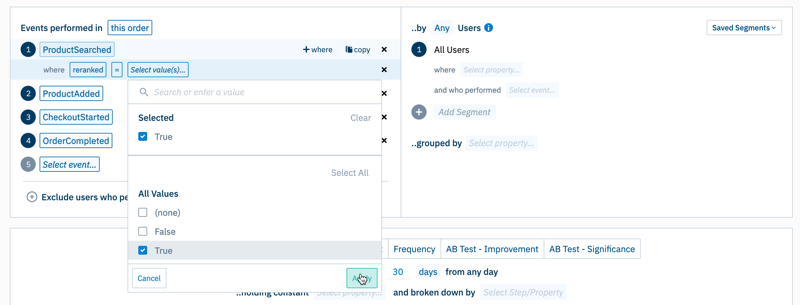 Events performed in this order
1 ProductSearched + where copy ×
where reranked = Select value(s)... ×
2 ProductAdded ×
3 CheckoutStarted ×
4 OrderCompleted ×
5 Select event...
Exclude users who pe
Search or enter a value
Selected Clear
True
Select All
All Values
(none)
False
True
Cancel
..by Any Users Saved Segments
1 All Users
where Select property...
and who performed Select event...
+ Add Segment
..grouped by Select property...
Frequency AB Test - Improvement AB Test - Significance
30 days from any day
..holding constant Select property... and broken down by Select Step/Property